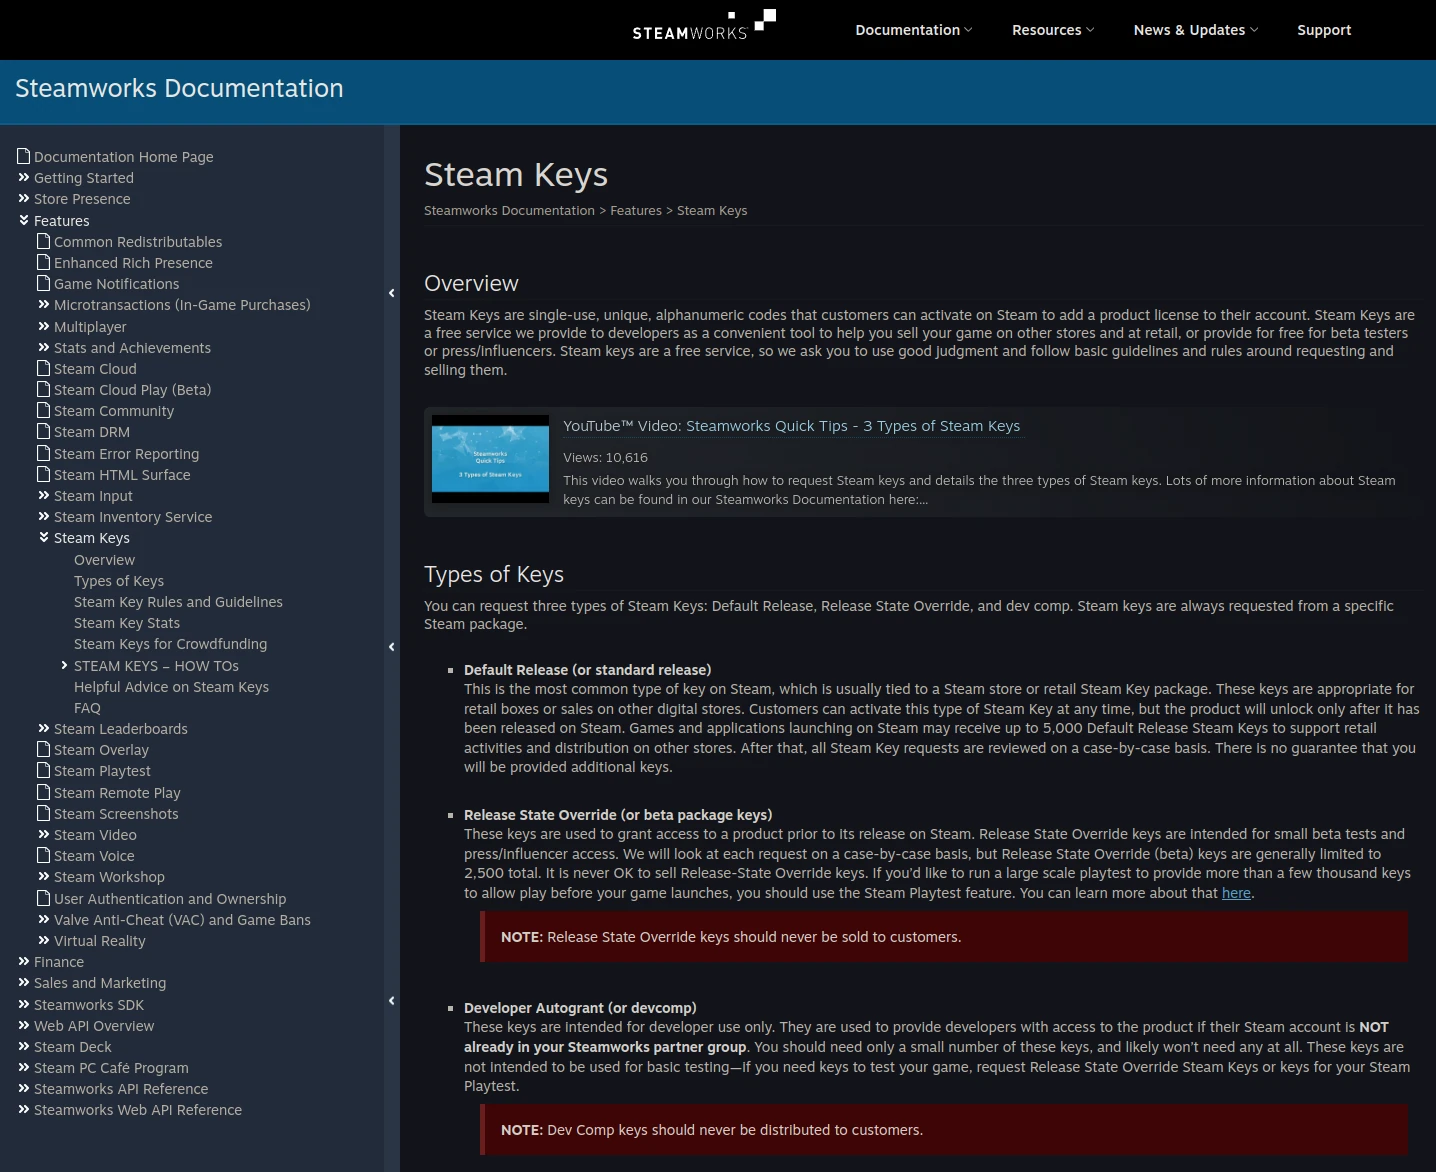 STEAMWORKS
Documentation
Resources
News & Updates
Support
Steamworks Documentation
Documentation Home Page
Getting Started
Store Presence
Features
Common Redistributables
Enhanced Rich Presence
Game Notifications
Microtransactions (In-Game Purchases)
Multiplayer
Stats and Achievements
Steam Cloud
Steam Cloud Play (Beta)
Steam Community
Steam DRM
Steam Error Reporting
Steam HTML Surface
Steam Input
Steam Inventory Service
Steam Keys
Overview
Types of Keys
Steam Key Rules and Guidelines
Steam Key Stats
Steam Keys for Crowdfunding
STEAM KEYS – HOW TOs
Helpful Advice on Steam Keys
FAQ
Steam Leaderboards
Steam Overlay
Steam Playtest
Steam Remote Play
Steam Screenshots
Steam Video
Steam Voice
Steam Workshop
User Authentication and Ownership
Valve Anti-Cheat (VAC) and Game Bans
Virtual Reality
Finance
Sales and Marketing
Steamworks SDK
Web API Overview
Steam Deck
Steam PC Café Program
Steamworks API Reference
Steamworks Web API Reference
Steam Keys
Steamworks Documentation > Features > Steam Keys
Overview
Steam Keys are single-use, unique, alphanumeric codes that customers can activate on Steam to add a product license to their account. Steam Keys are
a free service we provide to developers as a convenient tool to help you sell your game on other stores and at retail, or provide for free for beta testers
or press/influencers. Steam keys are a free service, so we ask you to use good judgment and follow basic guidelines and rules around requesting and
selling them.
Steamworks
Quick Tips
3 Types of Steam Keys
YouTube™ Video: Steamworks Quick Tips - 3 Types of Steam Keys
Views: 10,616
This video walks you through how to request Steam keys and details the three types of Steam keys. Lots of more information about Steam
keys can be found in our Steamworks Documentation here:...
Types of Keys
You can request three types of Steam Keys: Default Release, Release State Override, and dev comp. Steam keys are always requested from a specific
Steam package.
Default Release (or standard release)
This is the most common type of key on Steam, which is usually tied to a Steam store or retail Steam Key package. These keys are appropriate for
retail boxes or sales on other digital stores. Customers can activate this type of Steam Key at any time, but the product will unlock only after it has
been released on Steam. Games and applications launching on Steam may receive up to 5,000 Default Release Steam Keys to support retail
activities and distribution on other stores. After that, all Steam Key requests are reviewed on a case-by-case basis. There is no guarantee that you
will be provided additional keys.
Release State Override (or beta package keys)
These keys are used to grant access to a product prior to its release on Steam. Release State Override keys are intended for small beta tests and
press/influencer access. We will look at each request on a case-by-case basis, but Release State Override (beta) keys are generally limited to
2,500 total. It is never OK to sell Release-State Override keys. If you'd like to run a large scale playtest to provide more than a few thousand keys
to allow play before your game launches, you should use the Steam Playtest feature. You can learn more about that here.
NOTE: Release State Override keys should never be sold to customers.
Developer Autogrant (or devcomp)
These keys are intended for developer use only. They are used to provide developers with access to the product if their Steam account is NOT
already in your Steamworks partner group. You should need only a small number of these keys, and likely won't need any at all. These keys are
not intended to be used for basic testing—if you need keys to test your game, request Release State Override Steam Keys or keys for your Steam
Playtest.
NOTE: Dev Comp keys should never be distributed to customers.